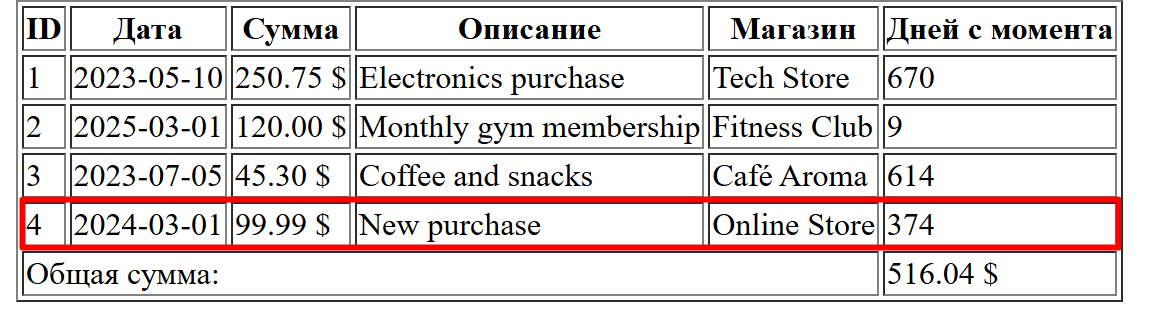 ID Дата Сумма Описание Магазин Дней с момента
1 2023-05-10 250.75 $ Electronics purchase Tech Store 670
2 2025-03-01 120.00 $ Monthly gym membership Fitness Club 9
3 2023-07-05 45.30 $ Coffee and snacks Café Aroma 614
4 2024-03-01 99.99 $ New purchase Online Store 374
Общая сумма: 516.04 $